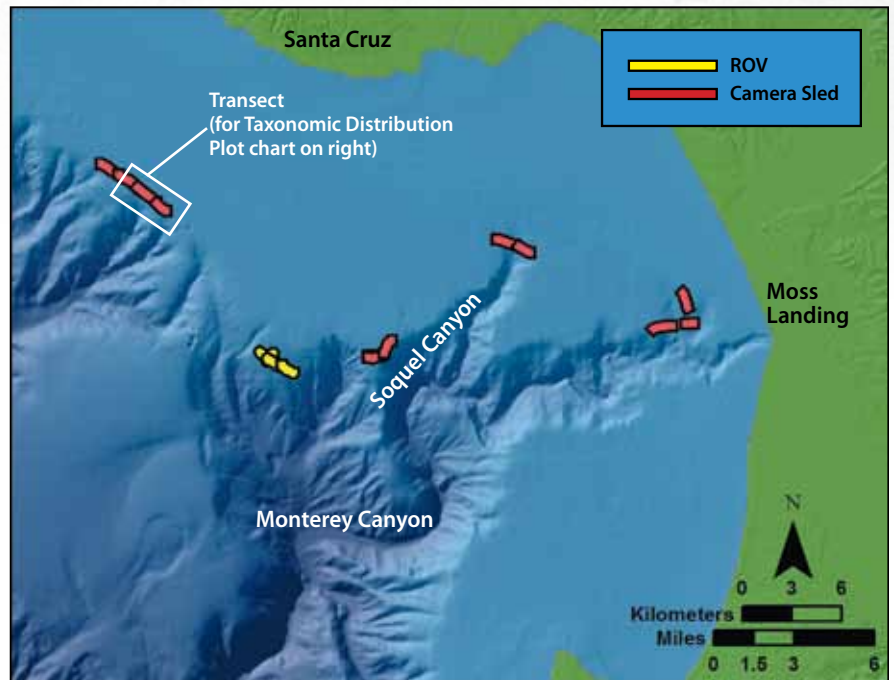 Santa Cruz
ROV
Camera Sled
Transect
(for Taxonomic Distribution
Plot chart on right)
Soquel Canyon
Moss
Landing
Monterey Canyon
N
0 3 6
Kilometers
Miles
0 1.5 3 6